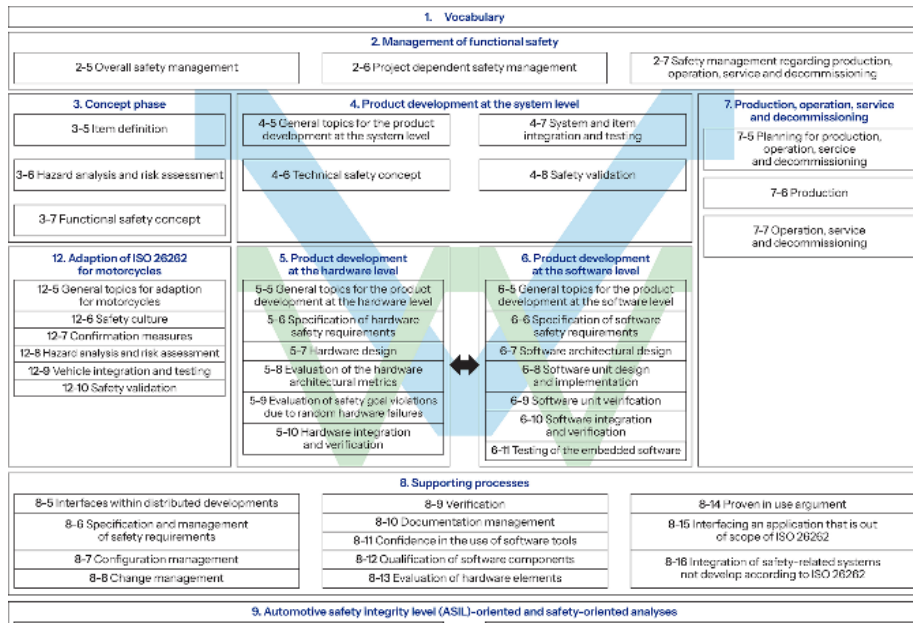 1. Vocabulary
2. Management of functional safety
2-5 Overall safety management
2-6 Project dependent safety management
2-7 Safety management regarding production,
operation, service and decommissioning
3. Concept phase
3-5 Item definition
3-6 Hazard analysis and risk assessment
3-7 Functional safety concept
4. Product development at the system level
4-5 General topics for the product
development at the system level
4-6 Technical safety concept
4-7 System and item
integration and testing
4-8 Safety validation
7. Production, operation, service
and decommissioning
7-5 Planning for production,
operation, service
and decommissioning
7-6 Production
7-7 Operation, service
and decommissioning
12. Adaption of ISO 26262
for motorcycles
12-5 General topics for adaption
for motorcycles
12-6 Safety culture
12-7 Confirmation measures
12-8 Hazard analysis and risk assessment
12-9 Vehicle integration and testing
12-10 Safety validation
5. Product development
at the hardware level
5-5 General topics for the product
development at the hardware level
5-6 Specification of hardware
safety requirements
5-7 Hardware design
5-8 Evaluation of the hardware
architectural metrics
5-9 Evaluation of safety goal violations
due to random hardware failures
5-10 Hardware integration
and verification
6. Product development
at the software level
6-5 General topics for the product
development at the software level
6-6 Specification of software
safety requirements
6-7 Software architectural design
6-8 Software unit design
and implementation
6-9 Software unit veirifcation
6-10 Software integration
and verification
6-11 Testing of the embedded software
8. Supporting processes
8-5 Interfaces within distributed developments
8-6 Specification and management
of safety requirements
8-7 Configuration management
8-8 Change management
8-9 Verification
8-10 Documentation management
8-11 Confidence in the use of software tools
8-12 Qualification of software components
8-13 Evaluation of hardware elements
8-14 Proven in use argument
8-15 Interfacing an application that is out
of scope of ISO 26262
8-16 Integration of safety-related systems
not develop according to ISO 26262
9. Automotive safety integrity level (ASIL)-oriented and safety-oriented analyses